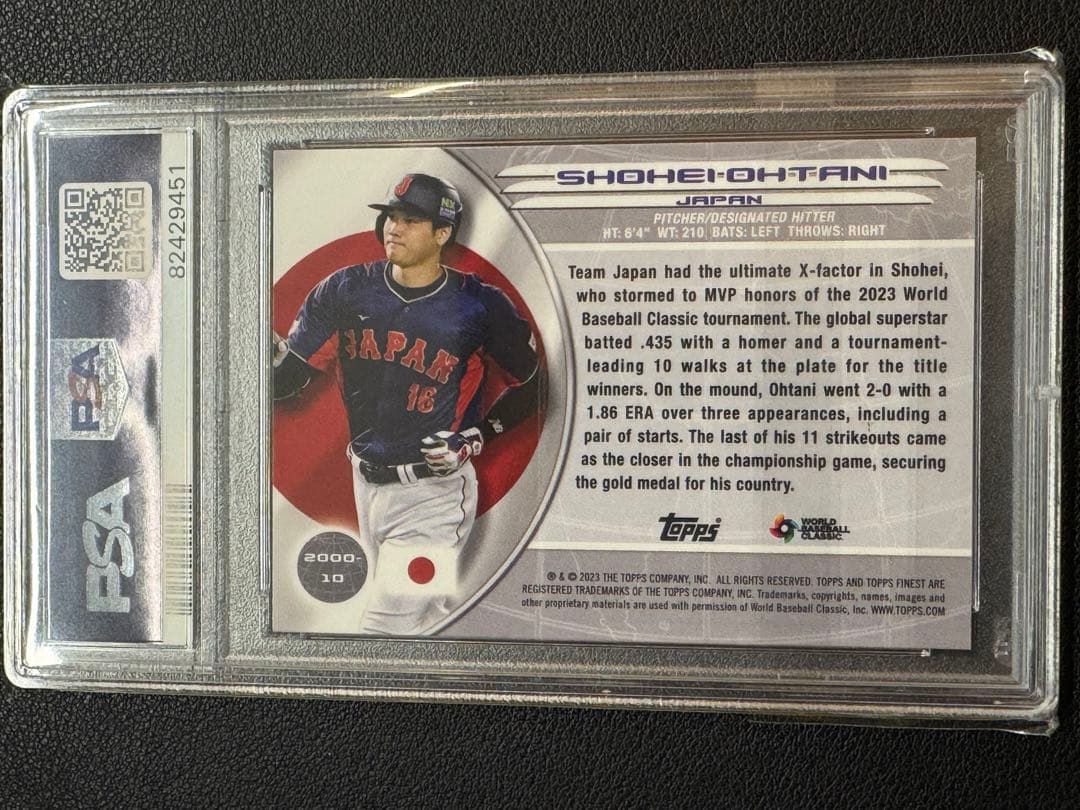 SHOHEI OHTANI
JAPAN
PITCHER/DESIGNATED HITTER
HT: 6'4" WT: 210 BATS: LEFT THROWS: RIGHT
Team Japan had the ultimate X-factor in Shohei,
who stormed to MVP honors of the 2023 World
Baseball Classic tournament. The global superstar
batted .435 with a homer and a tournament-
leading 10 walks at the plate for the title
winners. On the mound, Ohtani went 2-0 with a
1.86 ERA over three appearances, including a
pair of starts. The last of his 11 strikeouts came
as the closer in the championship game, securing
the gold medal for his country.
topps
WORLD
BASEBALL
CLASSIC
® & © 2023 THE TOPPS COMPANY, INC. ALL RIGHTS RESERVED. TOPPS AND TOPPS FINEST ARE
REGISTERED TRADEMARKS OF THE TOPPS COMPANY, INC. Trademarks, copyrights, names, images and
other proprietary materials are used with permission of World Baseball Classic, Inc. WWW.TOPPS.COM
2000-
10
J
JAPAN
16
82429451
PSA
PSA